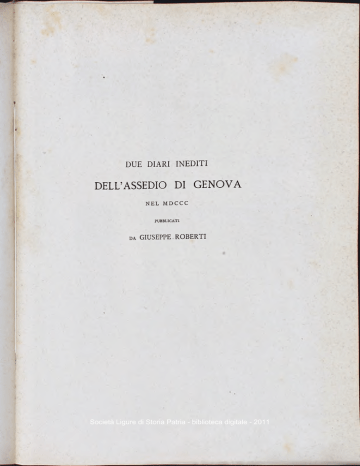 DUE DIARI INEDITI
DELL'ASSEDIO DI GENOVA
NEL MDCCC
PUBBLICATI
DA GIUSEPPE ROBERTI
Società Ligure di Storia Patria - biblioteca digitale - 2011